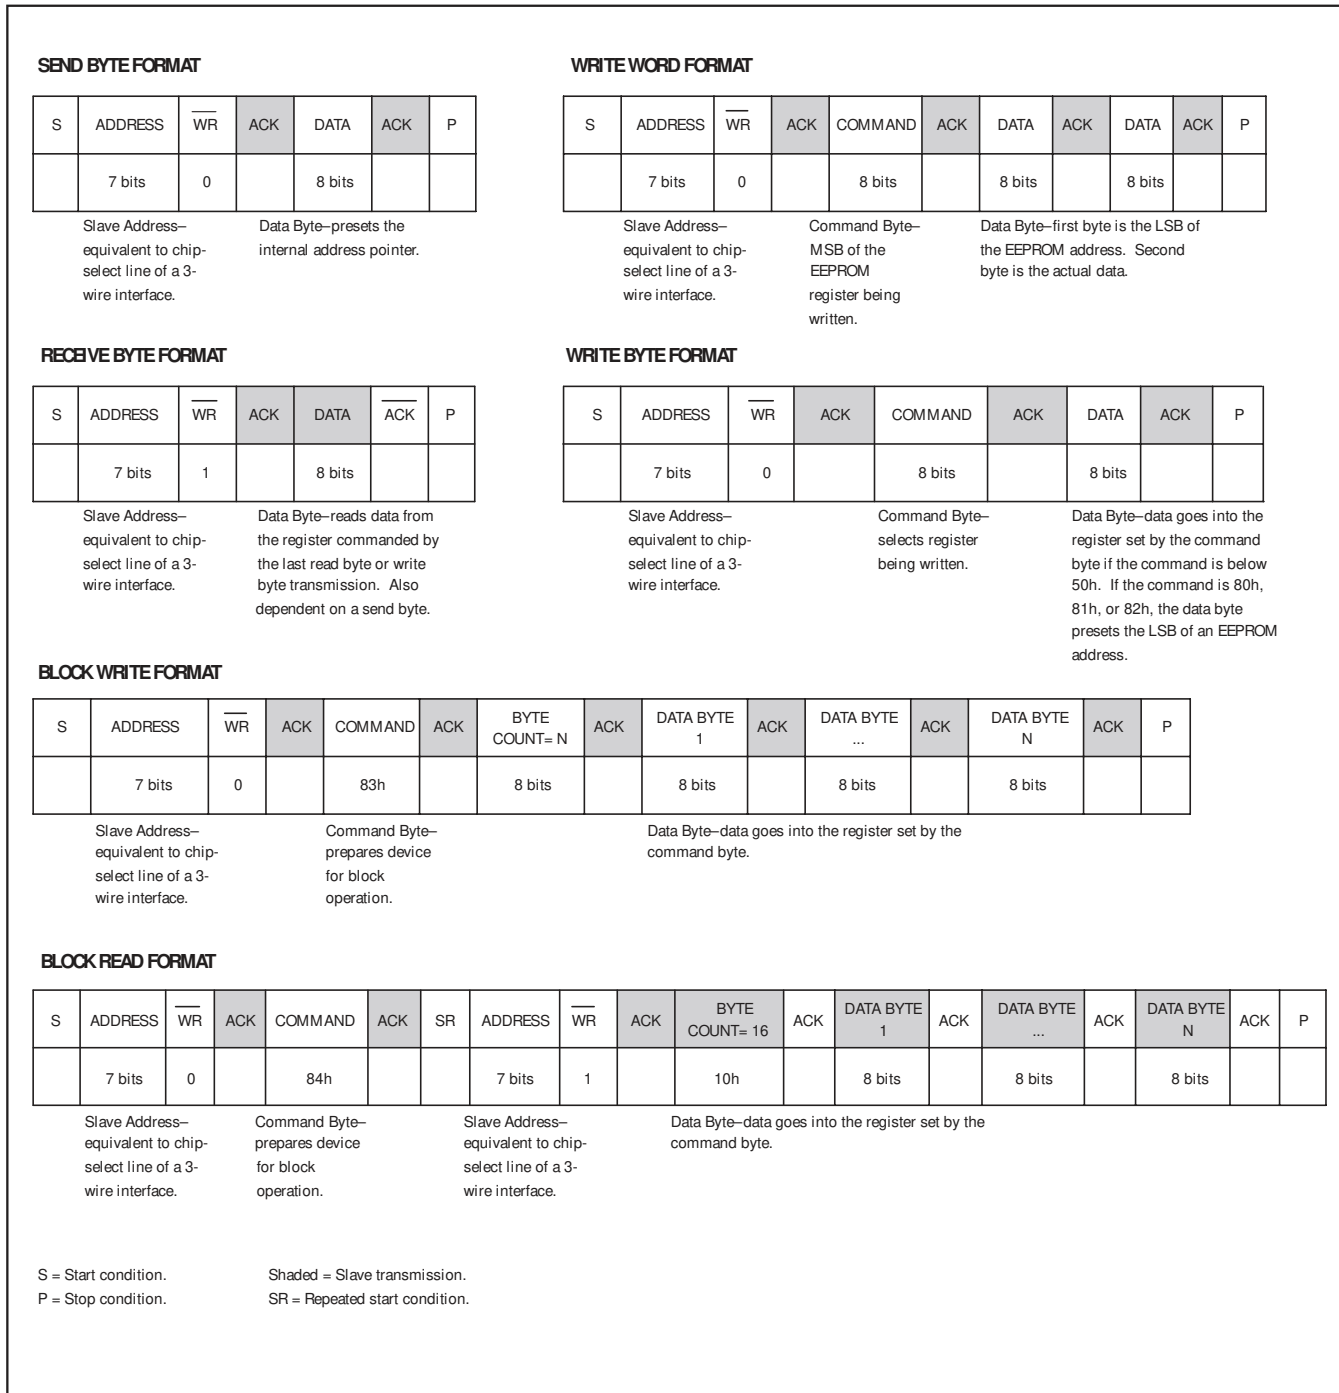 SEND BYTE FORMAT
S ADDRESS WR ACK DATA ACK P
7 bits 0 8 bits
Slave Address–
equivalent to chip-
select line of a 3-
wire interface.
Data Byte–presets the
internal address pointer.
WRITE WORD FORMAT
S ADDRESS WR ACK COMMAND ACK DATA ACK DATA ACK P
7 bits 0 8 bits 8 bits 8 bits
Slave Address–
equivalent to chip-
select line of a 3-
wire interface.
Command Byte–
MSB of the
EEPROM
register being
written.
Data Byte–first byte is the LSB of
the EEPROM address. Second
byte is the actual data.
RECEIVE BYTE FORMAT
S ADDRESS WR ACK DATA ACK P
7 bits 1 8 bits
Slave Address–
equivalent to chip-
select line of a 3-
wire interface.
Data Byte–reads data from
the register commanded by
the last read byte or write
byte transmission. Also
dependent on a send byte.
WRITE BYTE FORMAT
S ADDRESS WR ACK COMMAND ACK DATA ACK P
7 bits 0 8 bits 8 bits
Slave Address–
equivalent to chip-
select line of a 3-
wire interface.
Command Byte–
selects register
being written.
Data Byte–data goes into the
register set by the command
byte if the command is below
50h. If the command is 80h,
81h, or 82h, the data byte
presets the LSB of an EEPROM
address.
BLOCK WRITE FORMAT
S ADDRESS WR ACK COMMAND ACK BYTE COUNT= N ACK DATA BYTE 1 ACK DATA BYTE ... ACK DATA BYTE N ACK P
7 bits 0 83h 8 bits 8 bits 8 bits 8 bits
Slave Address–
equivalent to chip-
select line of a 3-
wire interface.
Command Byte–
prepares device
for block
operation.
Data Byte–data goes into the register set by the
command byte.
BLOCK READ FORMAT
S ADDRESS WR ACK COMMAND ACK SR ADDRESS WR ACK BYTE COUNT= 16 ACK DATA BYTE 1 ACK DATA BYTE ... ACK DATA BYTE N ACK P
7 bits 0 84h 7 bits 1 10h 8 bits 8 bits 8 bits
Slave Address–
equivalent to chip-
select line of a 3-
wire interface.
Command Byte–
prepares device
for block
operation.
Slave Address–
equivalent to chip-
select line of a 3-
wire interface.
Data Byte–data goes into the register set by the
command byte.
S = Start condition.
P = Stop condition.
Shaded = Slave transmission.
SR = Repeated start condition.